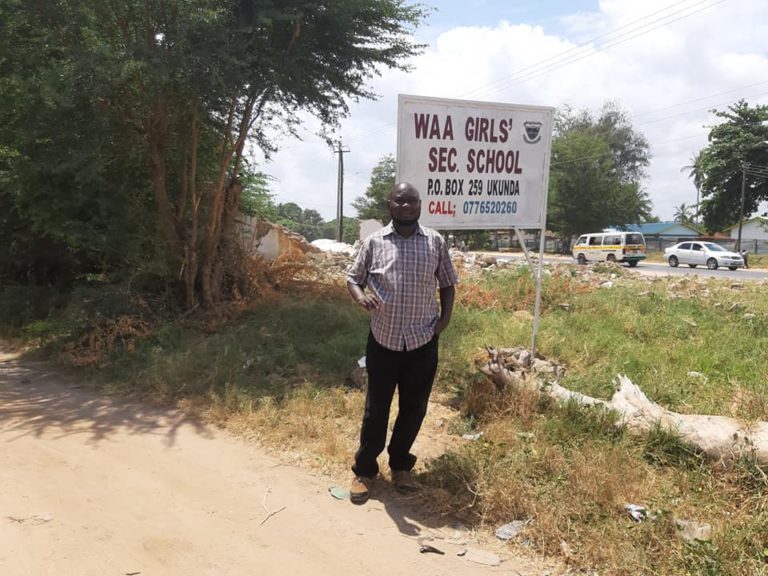 WAA GIRLS'
SEC. SCHOOL
P.O. BOX 259 UKUNDA
CALL; 0776520260